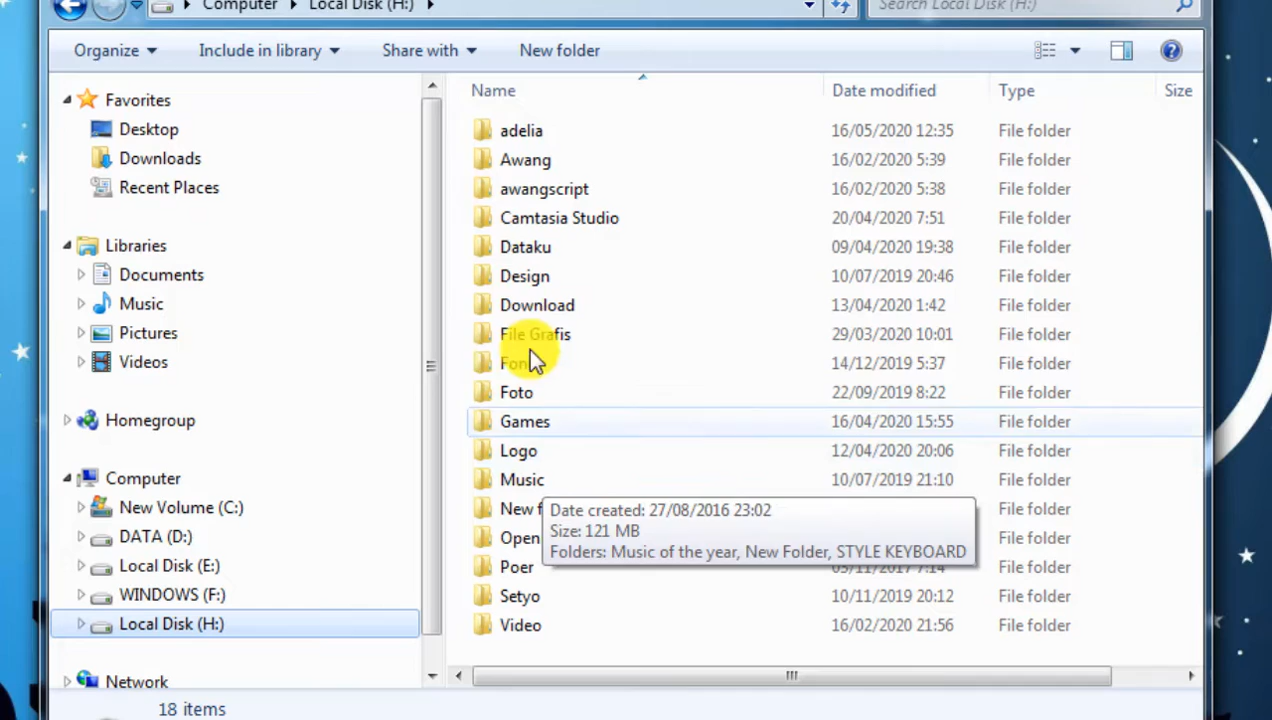 Computer Local Disk (H:) Search Local Disk (H:)
Organize Include in library Share with New folder
Name Date modified Type Size
Favorites
Desktop
Downloads
Recent Places
Libraries
Documents
Music
Pictures
Videos
Homegroup
Computer
New Volume (C:)
DATA (D:)
Local Disk (E:)
WINDOWS (F:)
Local Disk (H:)
Network
adelia 16/05/2020 12:35 File folder
Awang 16/02/2020 5:39 File folder
awangscript 16/02/2020 5:38 File folder
Camtasia Studio 20/04/2020 7:51 File folder
Dataku 09/04/2020 19:38 File folder
Design 10/07/2019 20:46 File folder
Download 13/04/2020 1:42 File folder
File Grafis 29/03/2020 10:01 File folder
14/12/2019 5:37 File folder
Foto 22/09/2019 8:22 File folder
Games 16/04/2020 15:55 File folder
Logo 12/04/2020 20:06 File folder
Music 10/07/2019 21:10 File folder
New f File folder
Open File folder
Poer File folder
Setyo 10/11/2019 20:12 File folder
Video 16/02/2020 21:56 File folder
Date created: 27/08/2016 23:02
Size: 121 MB
Folders: Music of the year, New Folder, STYLE KEYBOARD
18 items